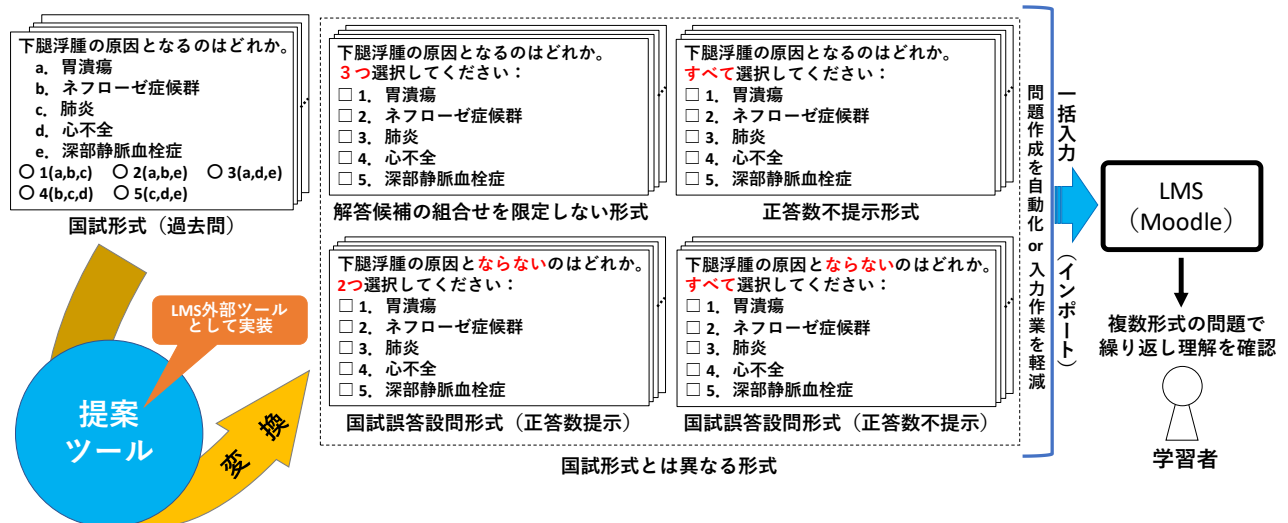 下腿浮腫の原因となるのはどれか。
a. 胃潰瘍
b. ネフローゼ症候群
c. 肺炎
d. 心不全
e. 深部静脈血栓症
○ 1(a,b,c) ○ 2(a,b,e) ○ 3(a,d,e)
○ 4(b,c,d) ○ 5(c,d,e)
国試形式（過去問）
下腿浮腫の原因となるのはどれか。
３つ選択してください：
□ 1. 胃潰瘍
□ 2. ネフローゼ症候群
□ 3. 肺炎
□ 4. 心不全
□ 5. 深部静脈血栓症
解答候補の組合せを限定しない形式
下腿浮腫の原因となるのはどれか。
すべて選択してください：
□ 1. 胃潰瘍
□ 2. ネフローゼ症候群
□ 3. 肺炎
□ 4. 心不全
□ 5. 深部静脈血栓症
正答数不提示形式
下腿浮腫の原因とならないのはどれか。
2つ選択してください：
□ 1. 胃潰瘍
□ 2. ネフローゼ症候群
□ 3. 肺炎
□ 4. 心不全
□ 5. 深部静脈血栓症
国試誤答設問形式（正答数提示）
下腿浮腫の原因とならないのはどれか。
すべて選択してください：
□ 1. 胃潰瘍
□ 2. ネフローゼ症候群
□ 3. 肺炎
□ 4. 心不全
□ 5. 深部静脈血栓症
国試誤答設問形式（正答数不提示）
国試形式とは異なる形式
LMS外部ツール
として実装
提案
ツール
変換
問題作成を自動化 or 入力作業を軽減
一括入力（インポート）
LMS
（Moodle）
複数形式の問題で
繰り返し理解を確認
学習者